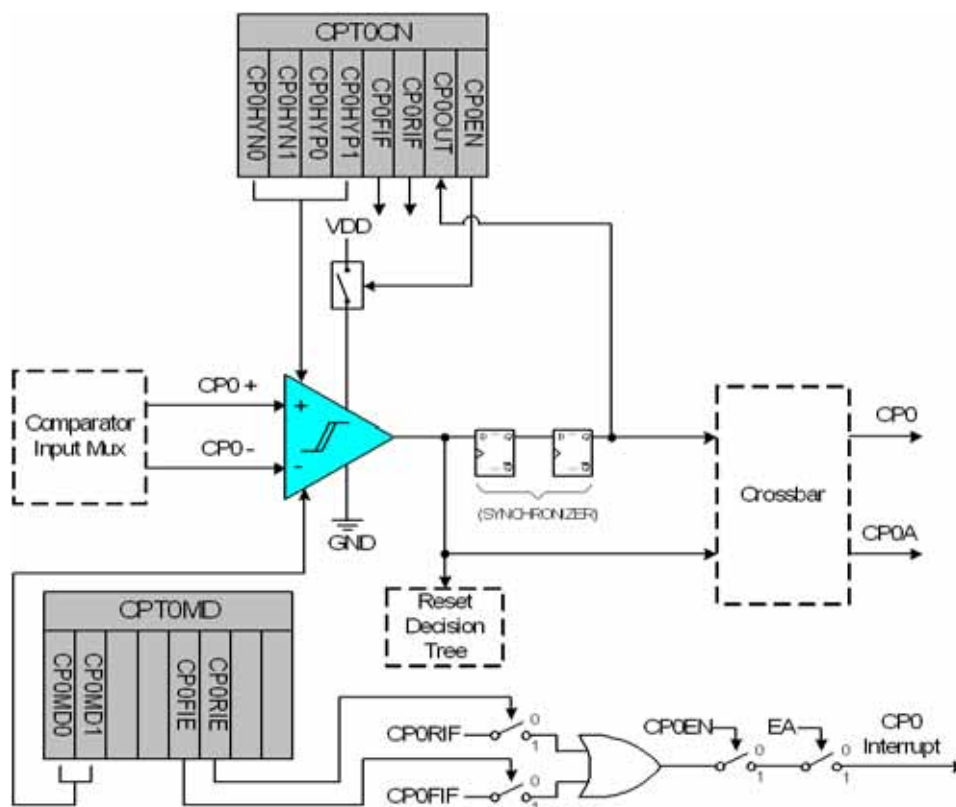 CPT0CN
CP0HYN0
CP0HYN1
CP0HYP0
CP0HYP1
CP0FIF
CP0RIF
CP0OUT
CP0EN
VDD
Comparator
Input Mux
CP0 +
CP0 -
+
-
GND
(SYNCHRONIZER)
Crossbar
CP0
CP0A
Reset
Decision
Tree
CPT0MD
CP0MD0
CP0MD1
CP0FIE
CP0RIE
CP0RIF
0
1
CP0FIF
0
1
CP0EN
0
1
EA
0
1
CP0
Interrupt